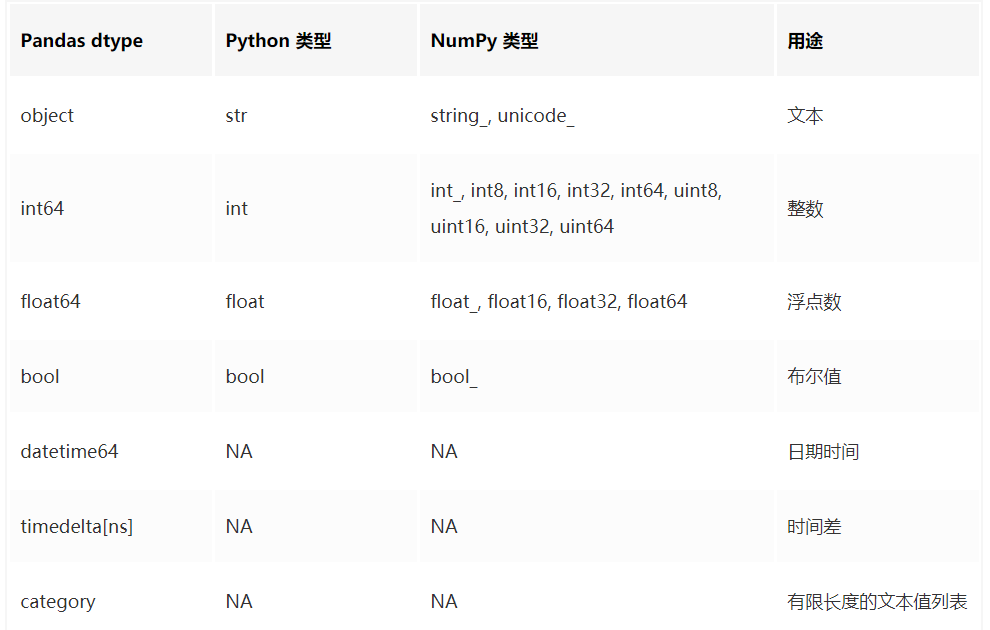 Pandas dtype Python 类型 NumPy 类型 用途
object str string_, unicode_ 文本
int64 int int_, int8, int16, int32, int64, uint8, uint16, uint32, uint64 整数
float64 float float_, float16, float32, float64 浮点数
bool bool bool_ 布尔值
datetime64 NA NA 日期时间
timedelta[ns] NA NA 时间差
category NA NA 有限长度的文本值列表